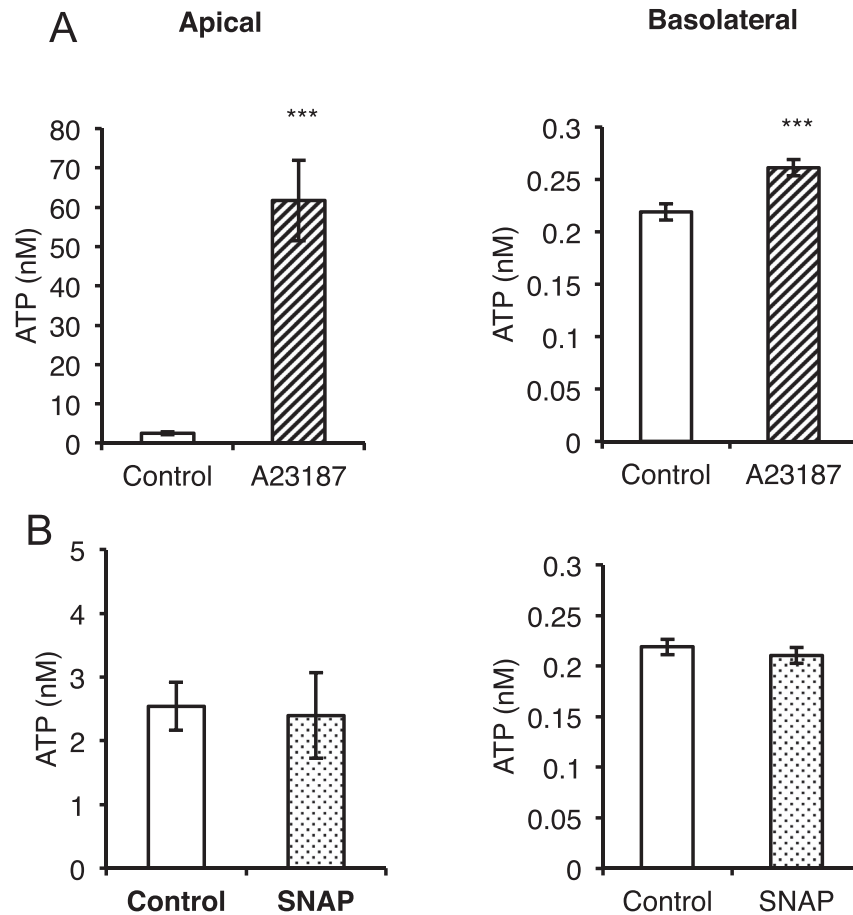 A
Apical
Basolateral
***
80
70
60
50
40
30
20
10
0
ATP (nM)
Control
A23187
***
0.3
0.25
0.2
0.15
0.1
0.05
0
ATP (nM)
Control
A23187
B
5
4
3
2
1
0
ATP (nM)
Control
SNAP
0.3
0.25
0.2
0.15
0.1
0.05
0
ATP (nM)
Control
SNAP